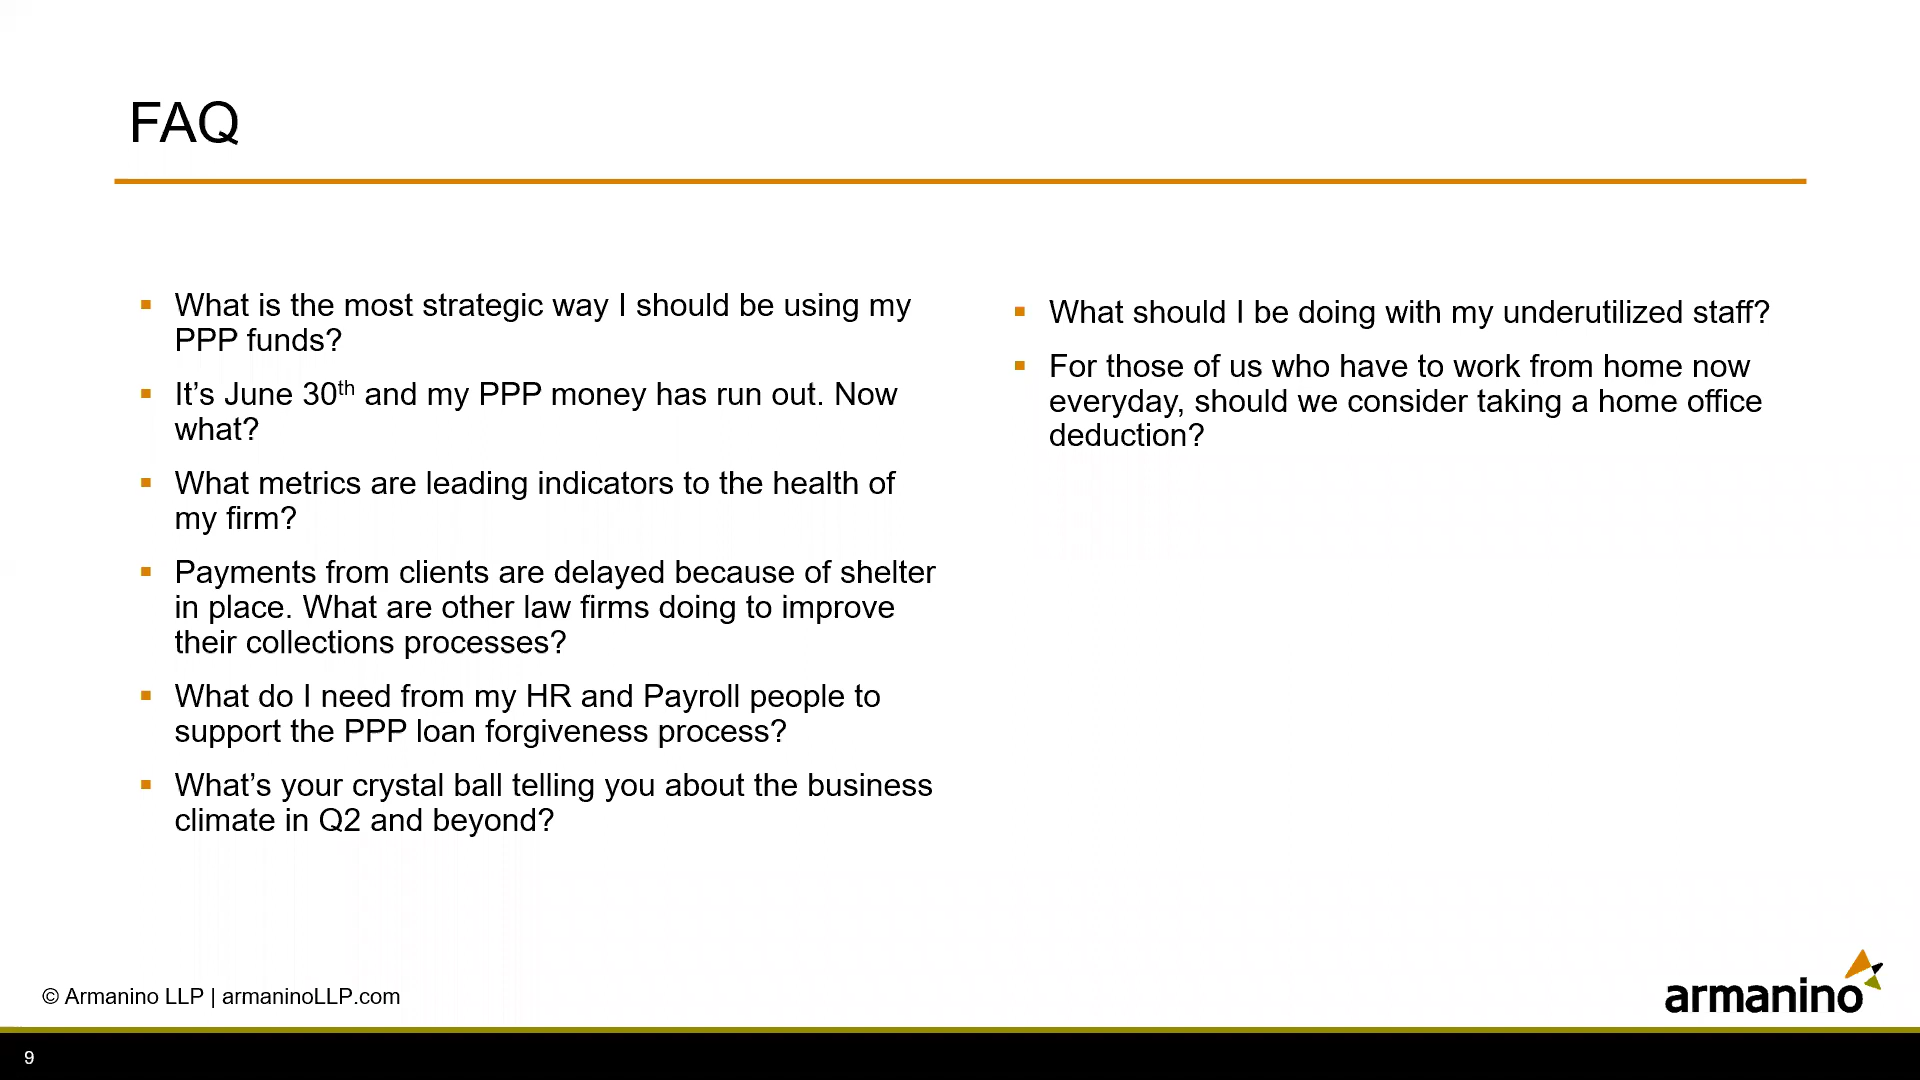 FAQ
▪ What is the most strategic way I should be using my
PPP funds?
▪ It’s June 30th and my PPP money has run out. Now
what?
▪ What metrics are leading indicators to the health of
my firm?
▪ Payments from clients are delayed because of shelter
in place. What are other law firms doing to improve
their collections processes?
▪ What do I need from my HR and Payroll people to
support the PPP loan forgiveness process?
▪ What’s your crystal ball telling you about the business
climate in Q2 and beyond?
▪ What should I be doing with my underutilized staff?
▪ For those of us who have to work from home now
everyday, should we consider taking a home office
deduction?
© Armanino LLP | armaninoLLP.com
armanino
9